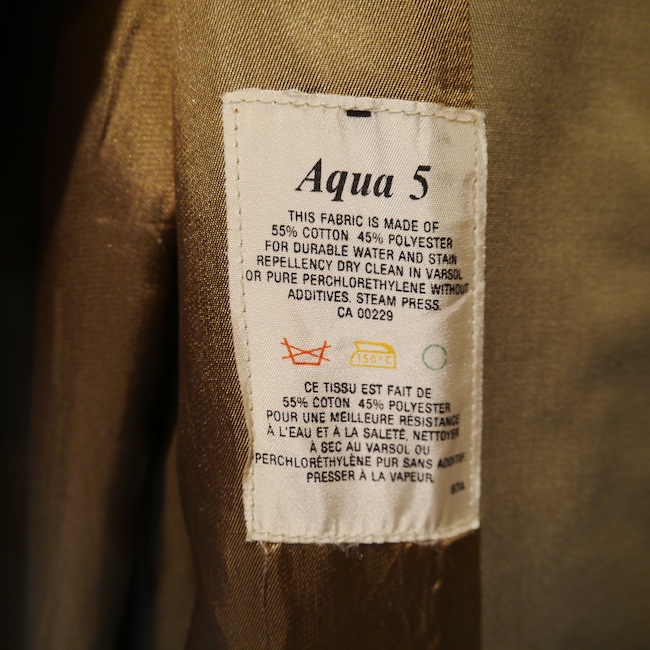 Aqua 5
THIS FABRIC IS MADE OF
55% COTTON 45% POLYESTER
FOR DURABLE WATER AND STAIN
REPELLENCY DRY CLEAN IN VARSOL
OR PURE PERCHLORETHYLENE WITHOUT
ADDITIVES. STEAM PRESS.
CA 00229
150°C
CE TISSU EST FAIT DE
55% COTON 45% POLYESTER
POUR UNE MEILLEURE RÉSISTANCE
À L'EAU ET À LA SALETÉ, NETTOYER
À SEC AU VARSOL OU
PERCHLORÉTHYLÈNE PUR SANS ADDITIF
PRESSER À LA VAPEUR.